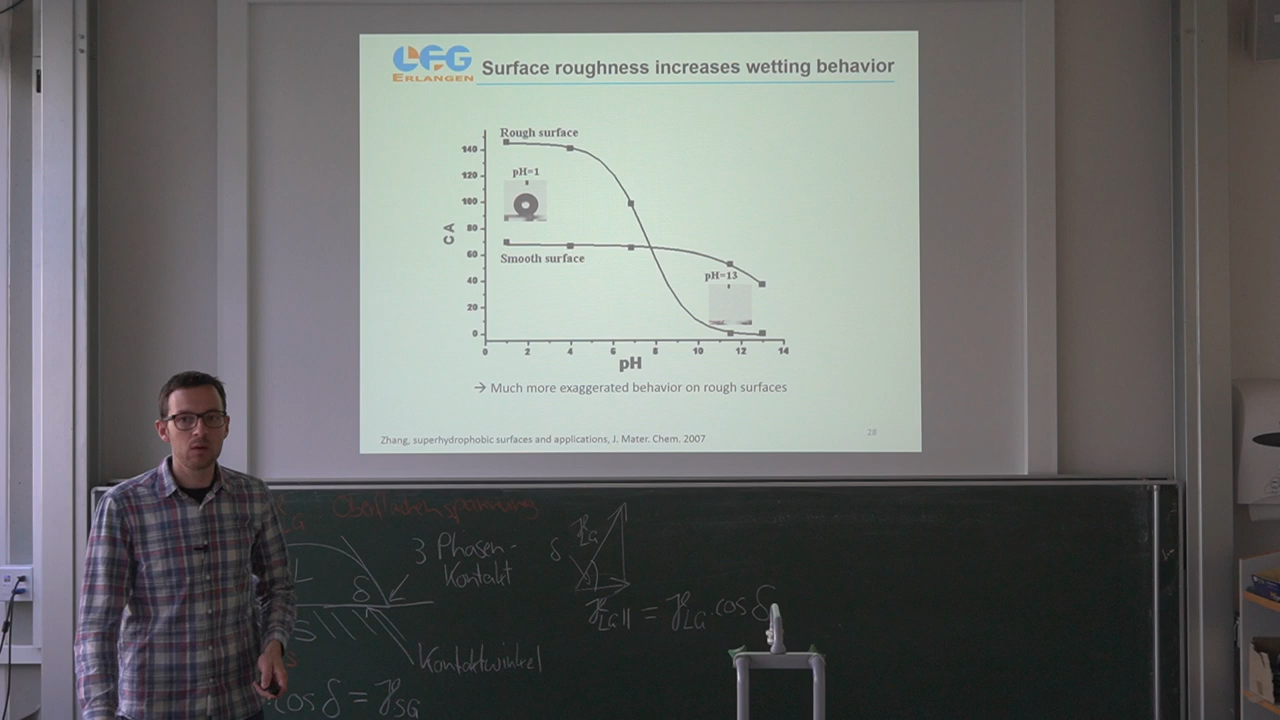 LFG
ERLANGEN
Surface roughness increases wetting behavior
Rough surface
140
120
100
80
60
40
20
0
CA
pH=1
Smooth surface
pH=13
0 2 4 6 8 10 12 14
pH
→ Much more exaggerated behavior on rough surfaces
Zhang, superhydrophobic surfaces and applications, J. Mater. Chem. 2007
28
Oberflächenspannung
3 Phasen-
Kontakt
L
δ
S
Kontaktwinkel
cos δ = γSG
δ
γLG
γLG|| = γLG · cos δ